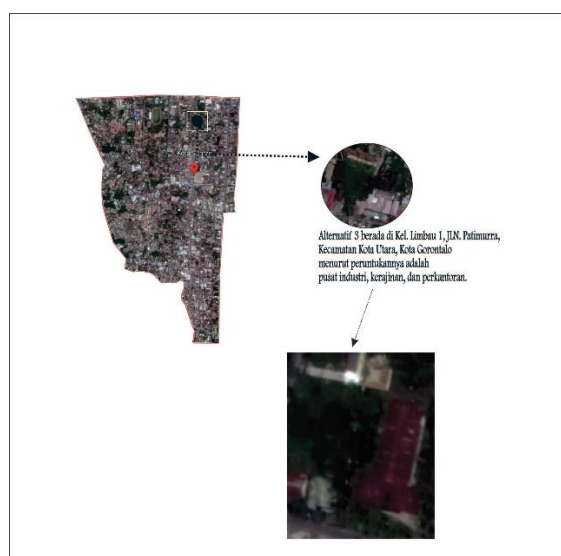 Alternatif 3 berada di Kel. Limbau 1, JLN. Patimurra,
Kecamatan Kota Utara, Kota Gorontalo
menurut peruntukannya adalah
pusat industri, kerajinan, dan perkantoran.